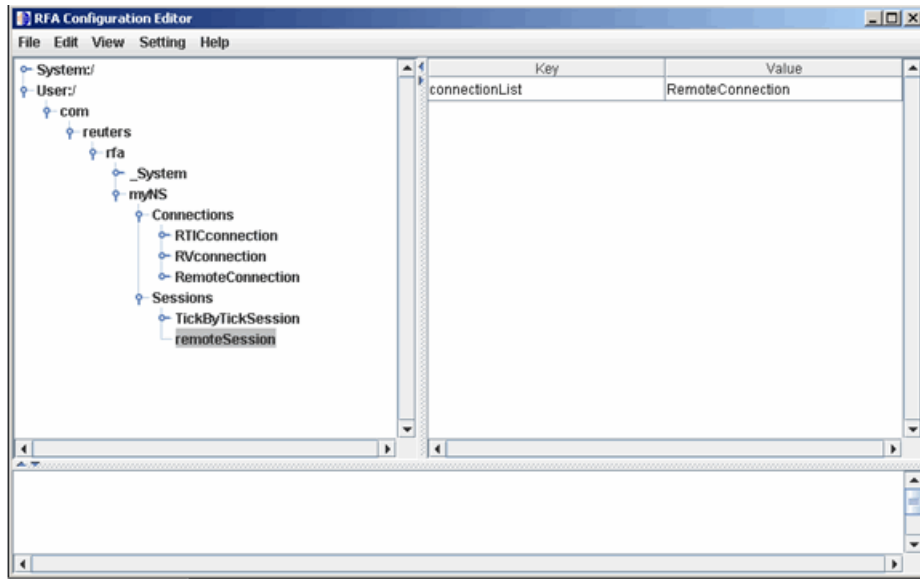 RFA Configuration Editor
File Edit View Setting Help
System:/
User:/
com
reuters
rfa
_System
myNS
Connections
RTICconnection
RVconnection
RemoteConnection
Sessions
TickByTickSession
remoteSession
Key Value
connectionList RemoteConnection